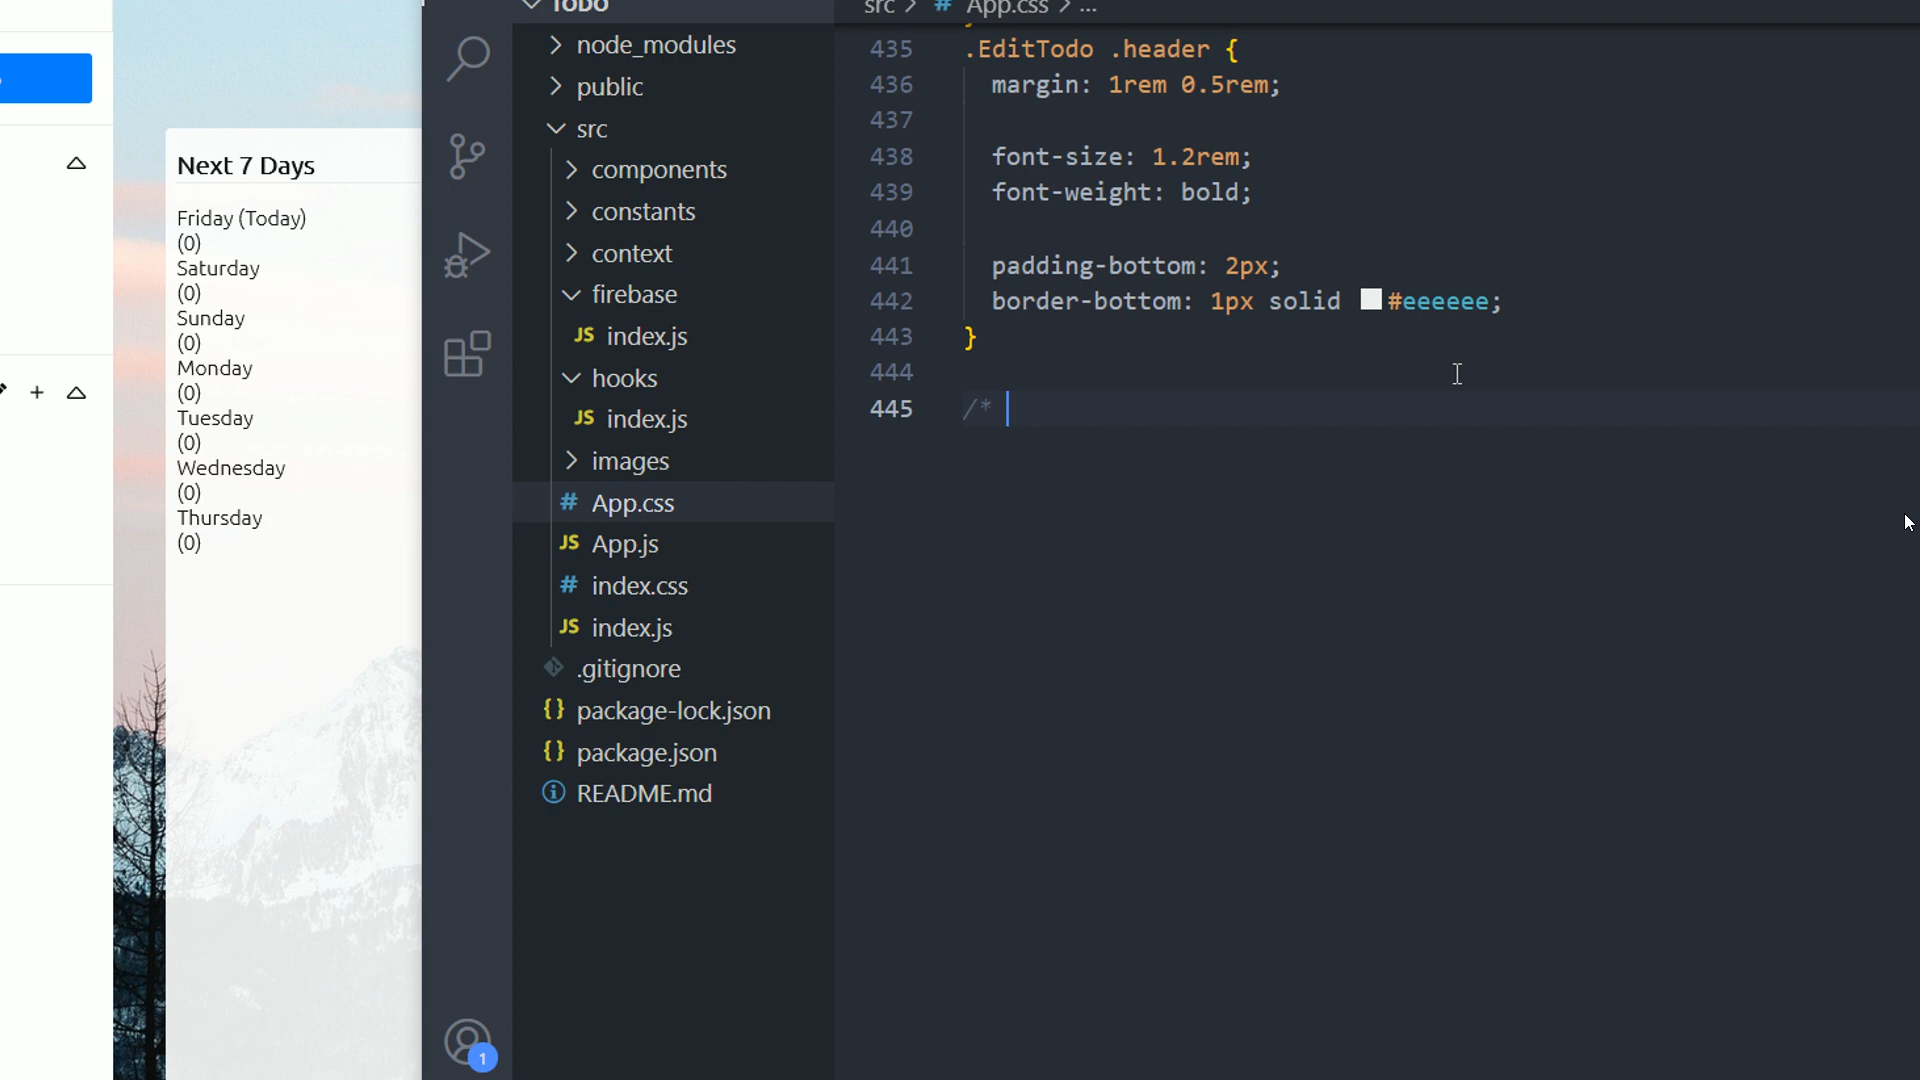 Next 7 Days
Friday (Today)
(0)
Saturday
(0)
Sunday
(0)
Monday
(0)
Tuesday
(0)
Wednesday
(0)
Thursday
(0)
TODO
node_modules
public
src
components
constants
context
firebase
JS index.js
hooks
JS index.js
images
# App.css
JS App.js
# index.css
JS index.js
.gitignore
{} package-lock.json
{} package.json
README.md
1
src > # App.css > ...
435 .EditTodo .header {
436 margin: 1rem 0.5rem;
437
438 font-size: 1.2rem;
439 font-weight: bold;
440
441 padding-bottom: 2px;
442 border-bottom: 1px solid #eeeeee;
443 }
444
445 /*